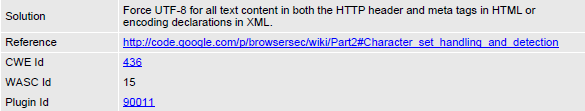 Solution Force UTF-8 for all text content in both the HTTP header and meta tags in HTML or
encoding declarations in XML.
Reference http://code.google.com/p/browsersec/wiki/Part2#Character_set_handling_and_detection
CWE Id 436
WASC Id 15
Plugin Id 90011